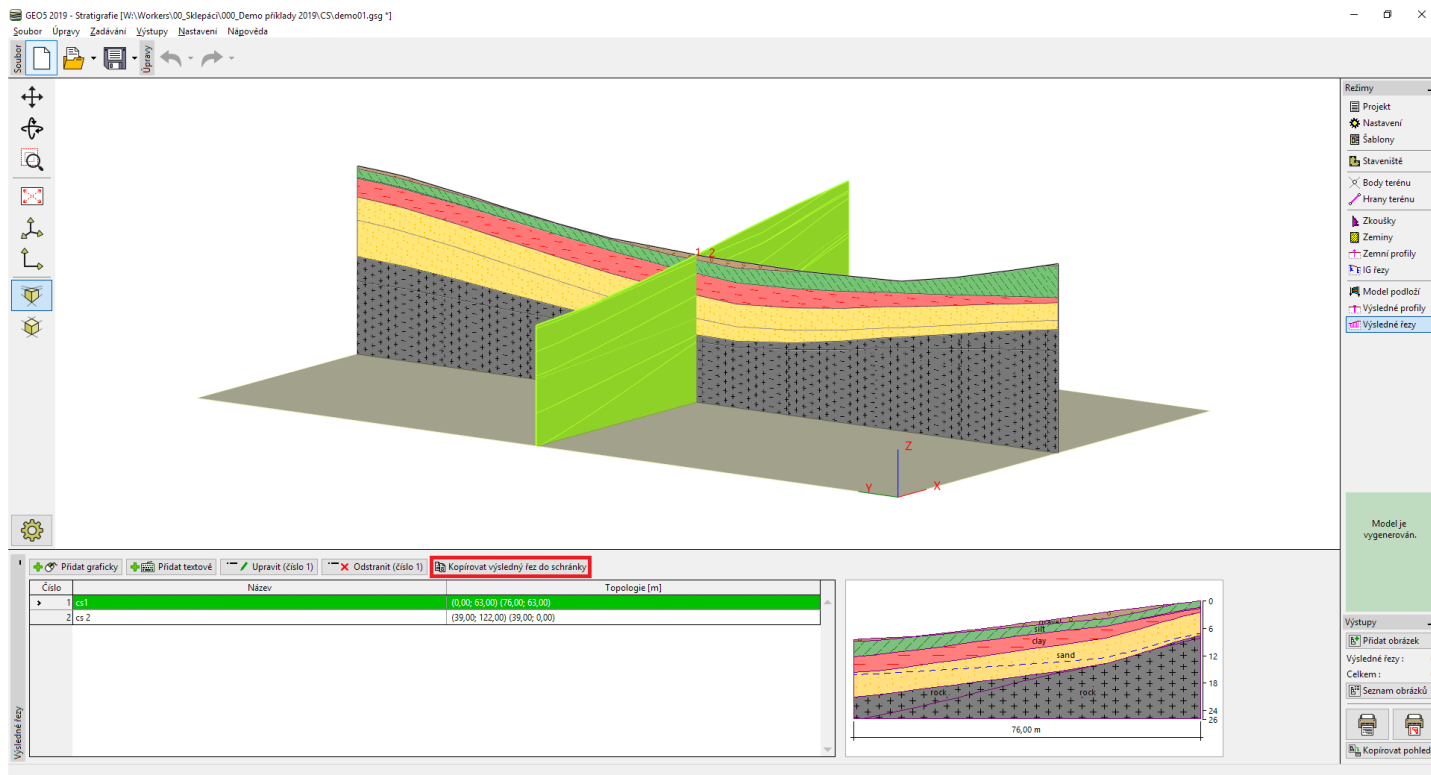 GEO5 2019 - Stratigrafie [W:\Workers\00_Sklepáci\000_Demo příklady 2019\CS\demo01.gsg *]
Soubor Úpravy Zadávání Výstupy Nastavení Nápověda
Soubor
Úpravy
Režimy
Projekt
Nastavení
Šablony
Staveniště
Body terénu
Hrany terénu
Zkoušky
Zeminy
Zemní profily
IG řezy
Model podloží
Výsledné profily
Výsledné řezy
1 2
Z
Y
X
Model je
vygenerován.
Přidat graficky Přidat textově Upravit (číslo 1) Odstranit (číslo 1) Kopírovat výsledný řez do schránky
Číslo Název Topologie [m]
1 cs1 (0,00; 63,00) (76,00; 63,00)
2 cs 2 (39,00; 122,00) (39,00; 0,00)
Výsledné řezy
0
silt
6
clay
sand
12
18
rock
rock
24
26
76,00 m
Výstupy
Přidat obrázek
Výsledné řezy :
Celkem :
Seznam obrázků
Kopírovat pohled